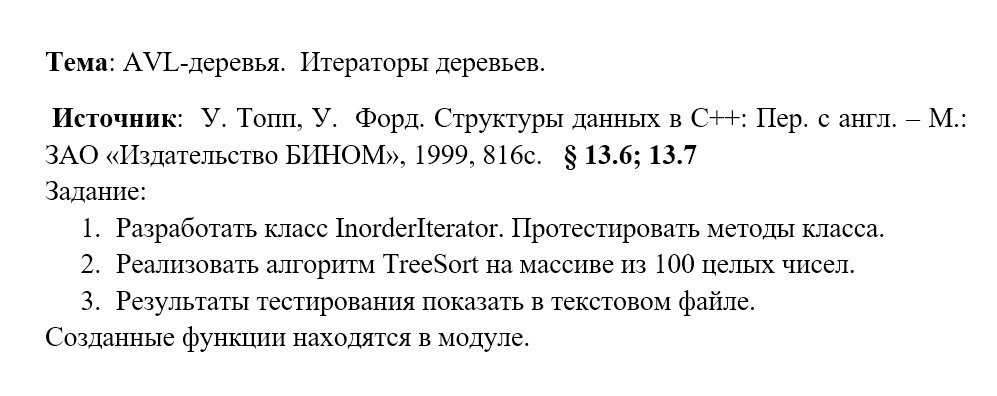 Тема: AVL-деревья. Итераторы деревьев.
Источник: У. Топп, У. Форд. Структуры данных в C++: Пер. с англ. – М.:
ЗАО «Издательство БИНОМ», 1999, 816с. § 13.6; 13.7
Задание:
1. Разработать класс InorderIterator. Протестировать методы класса.
2. Реализовать алгоритм TreeSort на массиве из 100 целых чисел.
3. Результаты тестирования показать в текстовом файле.
Созданные функции находятся в модуле.